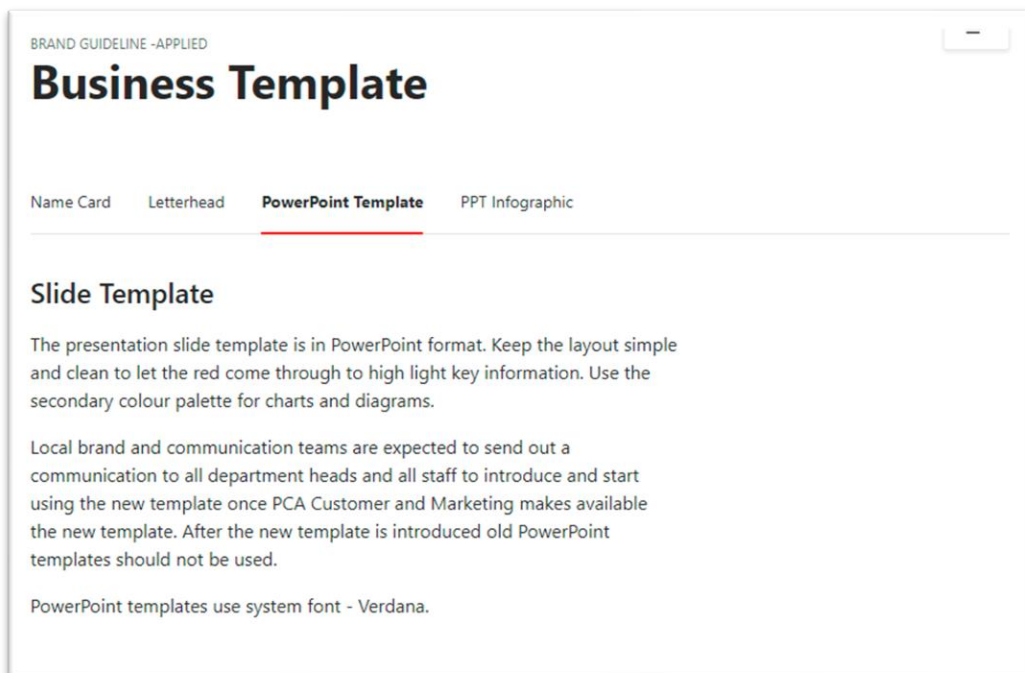 BRAND GUIDELINE -APPLIED
Business Template
Name Card Letterhead PowerPoint Template PPT Infographic
Slide Template
The presentation slide template is in PowerPoint format. Keep the layout simple
and clean to let the red come through to high light key information. Use the
secondary colour palette for charts and diagrams.
Local brand and communication teams are expected to send out a
communication to all department heads and all staff to introduce and start
using the new template once PCA Customer and Marketing makes available
the new template. After the new template is introduced old PowerPoint
templates should not be used.
PowerPoint templates use system font - Verdana.